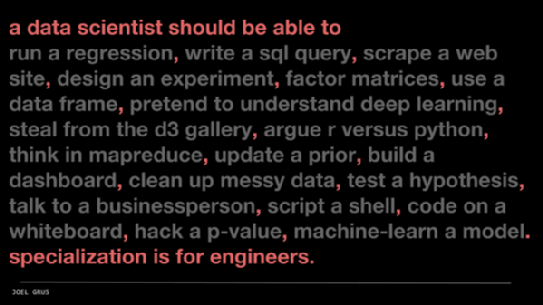 a data scientist should be able to
run a regression, write a sql query, scrape a web
site, design an experiment, factor matrices, use a
data frame, pretend to understand deep learning,
steal from the d3 gallery, argue r versus python,
think in mapreduce, update a prior, build a
dashboard, clean up messy data, test a hypothesis,
talk to a businessperson, script a shell, code on a
whiteboard, hack a p-value, machine-learn a model.
specialization is for engineers.
JOEL GRUS